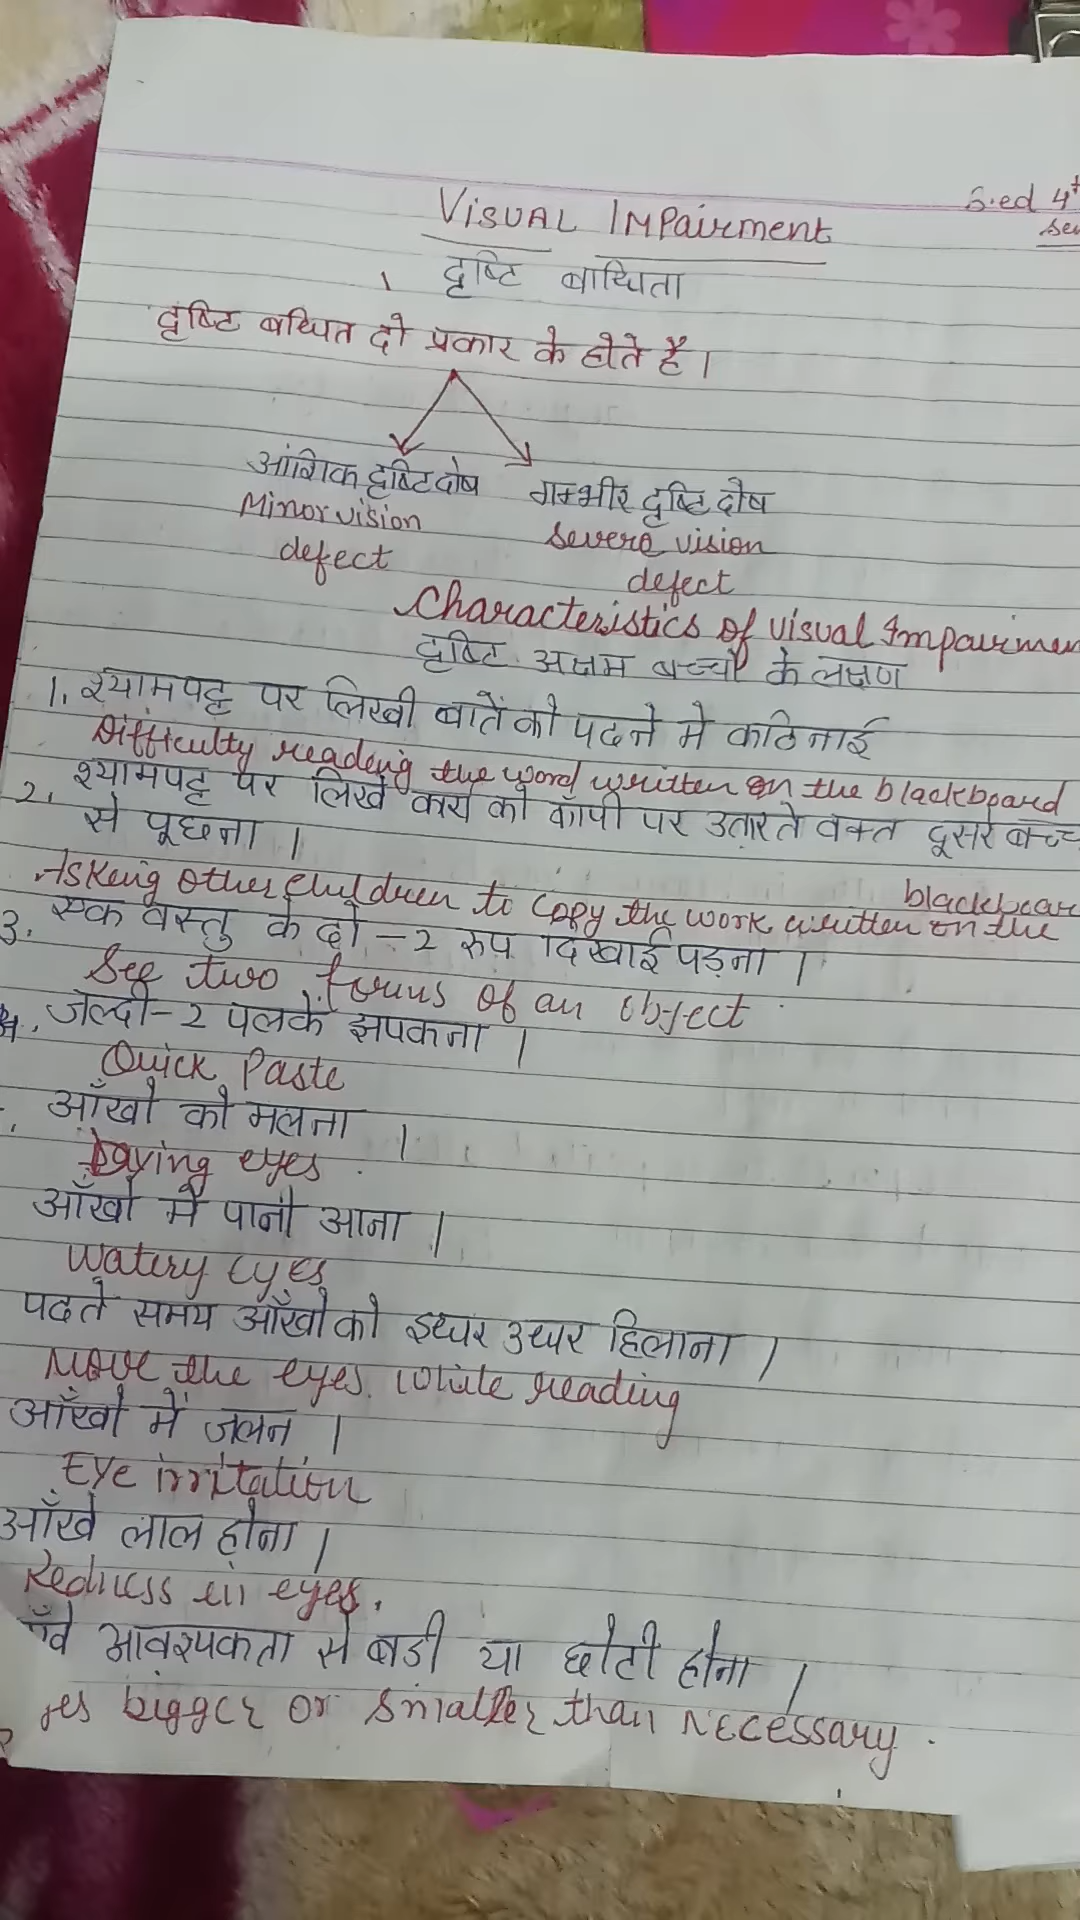 B.ed 4
VISUAL IMPairment
दृष्टि बाधिता
दृष्टि बधित दो प्रकार के होते है।
आंशिक दृष्टि दोष
Minor vision
defect
गम्भीर दृष्टि दोष
Severe vision
defect
Characteristics of visual Impairmen
दृष्टि अक्षम बच्चों के लक्षण
1. श्यामपट्ट पर लिखी बातें को पढने मे कठिनाई
Difficulty reading the word written on the blackboard
2. श्यामपट्ट पर लिखे कार्य को कॉपी पर उतारते वक्त दूसरे बच्च
से पूछना ।
Asking other children to copy the work written on the
blackboar
3. एक वस्तु के दो-2 रूप दिखाई पड़ना ।
See two forms of an object.
4. जल्दी-2 पलकें झपकना ।
Quick Paste
आँखो को मलना ।
eyes.
आँखो मे पानी आना ।
Watery Eyes
पढते समय आँखो को इधर उधर हिलाना ।
Move the eyes while reading
आँखो में जलन ।
Eye irritation
आँखे लाल होना ।
Redness in eyes.
आवश्यकता से बडी या छोटी होना ।
yes bigger or smaller than Necessary.